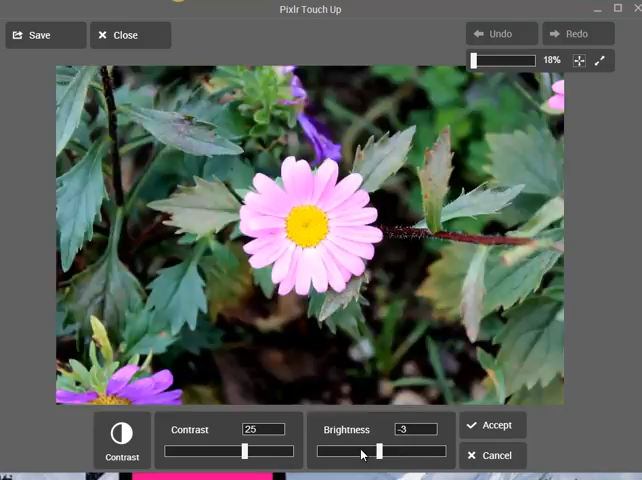 Pixlr Touch Up
Save
Close
Undo
Redo
18%
Contrast
Contrast 25
Brightness -3
Accept
Cancel